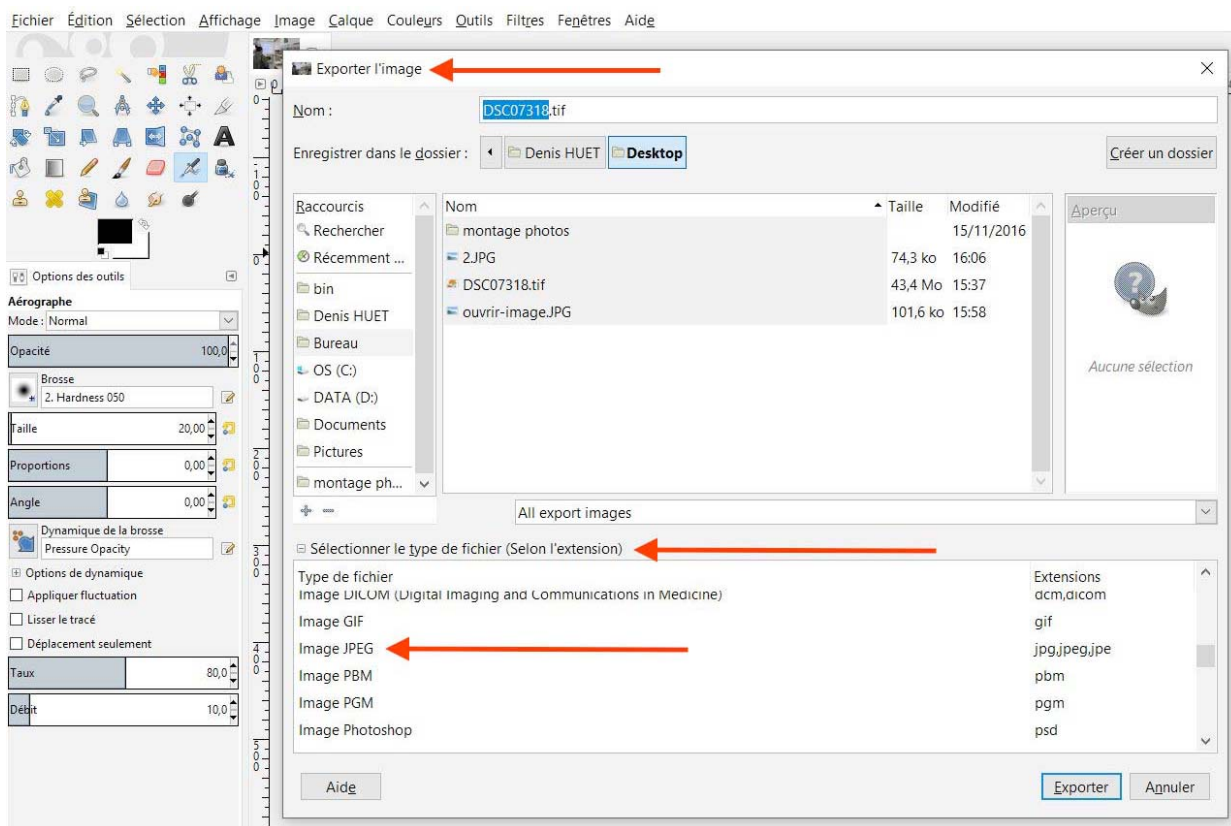 Fichier Édition Sélection Affichage Image Calque Couleurs Outils Filtres Fenêtres Aide
Exporter l'image
Nom :
DSC07318.tif
Enregistrer dans le dossier :
Denis HUET
Desktop
Créer un dossier
Raccourcis
Rechercher
Récemment ...
bin
Denis HUET
Bureau
OS (C:)
DATA (D:)
Documents
Pictures
montage ph...
Nom Taille Modifié
montage photos 15/11/2016
2.JPG 74,3 ko 16:06
DSC07318.tif 43,4 Mo 15:37
ouvrir-image.JPG 101,6 ko 15:58
Aperçu
Aucune sélection
All export images
Sélectionner le type de fichier (Selon l'extension)
Type de fichier Extensions
Image DICOM (Digital Imaging and Communications in Medicine) dcm,dicom
Image GIF gif
Image JPEG jpg,jpeg,jpe
Image PBM pbm
Image PGM pgm
Image Photoshop psd
Aide
Exporter
Annuler
Options des outils
Aérographe
Mode : Normal
Opacité 100,0
Brosse
2. Hardness 050
Taille 20,00
Proportions 0,00
Angle 0,00
Dynamique de la brosse
Pressure Opacity
Options de dynamique
Appliquer fluctuation
Lisser le tracé
Déplacement seulement
Taux 80,0
Débit 10,0
0
100
200
300
400
500